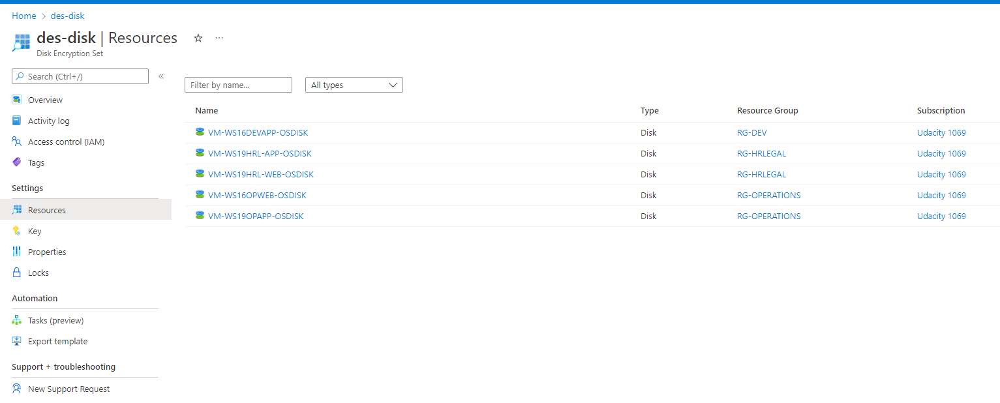 Home > des-disk
des-disk | Resources
Disk Encryption Set
Search (Ctrl+/)
Overview
Activity log
Access control (IAM)
Tags
Settings
Resources
Key
Properties
Locks
Automation
Tasks (preview)
Export template
Support + troubleshooting
New Support Request
Filter by name... All types
Name Type Resource Group Subscription
VM-WS16DEVAPP-OSDISK Disk RG-DEV Udacity 1069
VM-WS19HRL-APP-OSDISK Disk RG-HRLEGAL Udacity 1069
VM-WS19HRL-WEB-OSDISK Disk RG-HRLEGAL Udacity 1069
VM-WS16OPWEB-OSDISK Disk RG-OPERATIONS Udacity 1069
VM-WS19OPAPP-OSDISK Disk RG-OPERATIONS Udacity 1069